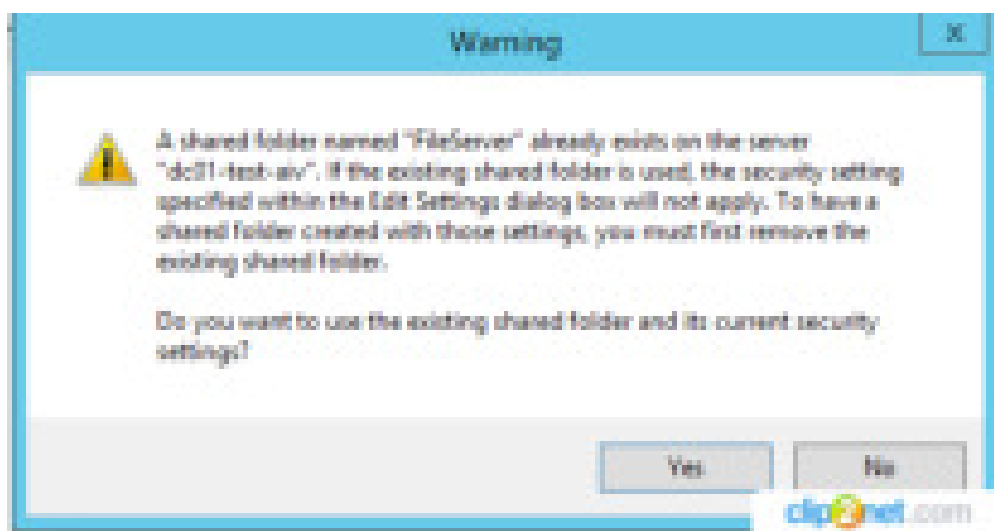 Warning
x
A shared folder named "FileServer" already exists on the server
"dc01-test-aiv". If the existing shared folder is used, the security setting
specified within the Edit Settings dialog box will not apply. To have a
shared folder created with those settings, you must first remove the
existing shared folder.
Do you want to use the existing shared folder and its current security
settings?
Yes
No
clip2net.com